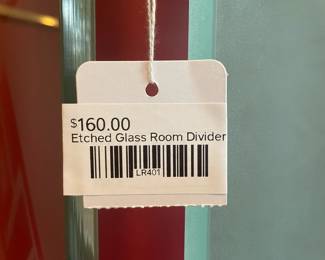 $160.00
Etched Glass Room Divider
LR401